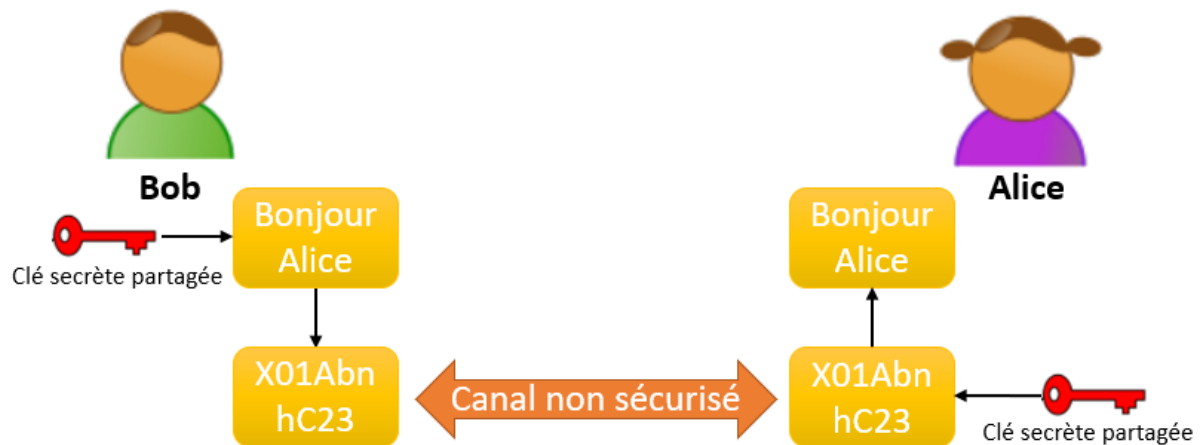 Bob
Alice
Bonjour
Alice
Bonjour
Alice
Clé secrète partagée
X01Abn
hC23
Canal non sécurisé
X01Abn
hC23
Clé secrète partagée